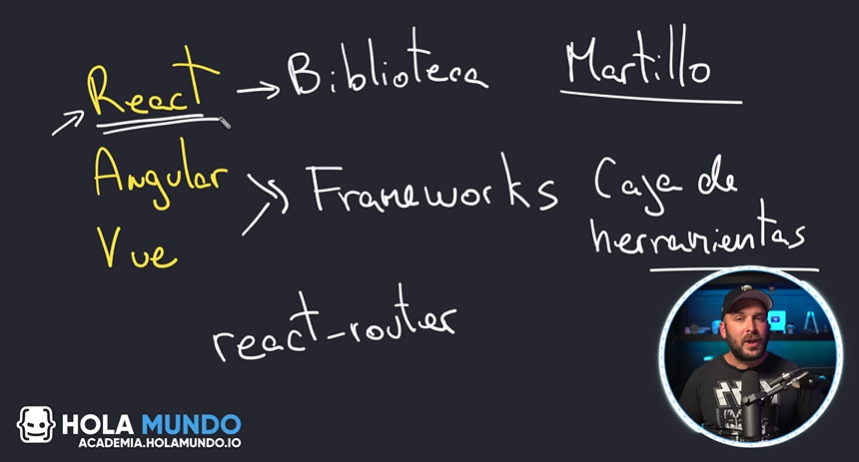 React → Biblioteca Martillo
Angular
Vue
Frameworks Caja de
herramientas
react-router
HOLA MUNDO
ACADEMIA.HOLAMUNDO.IO